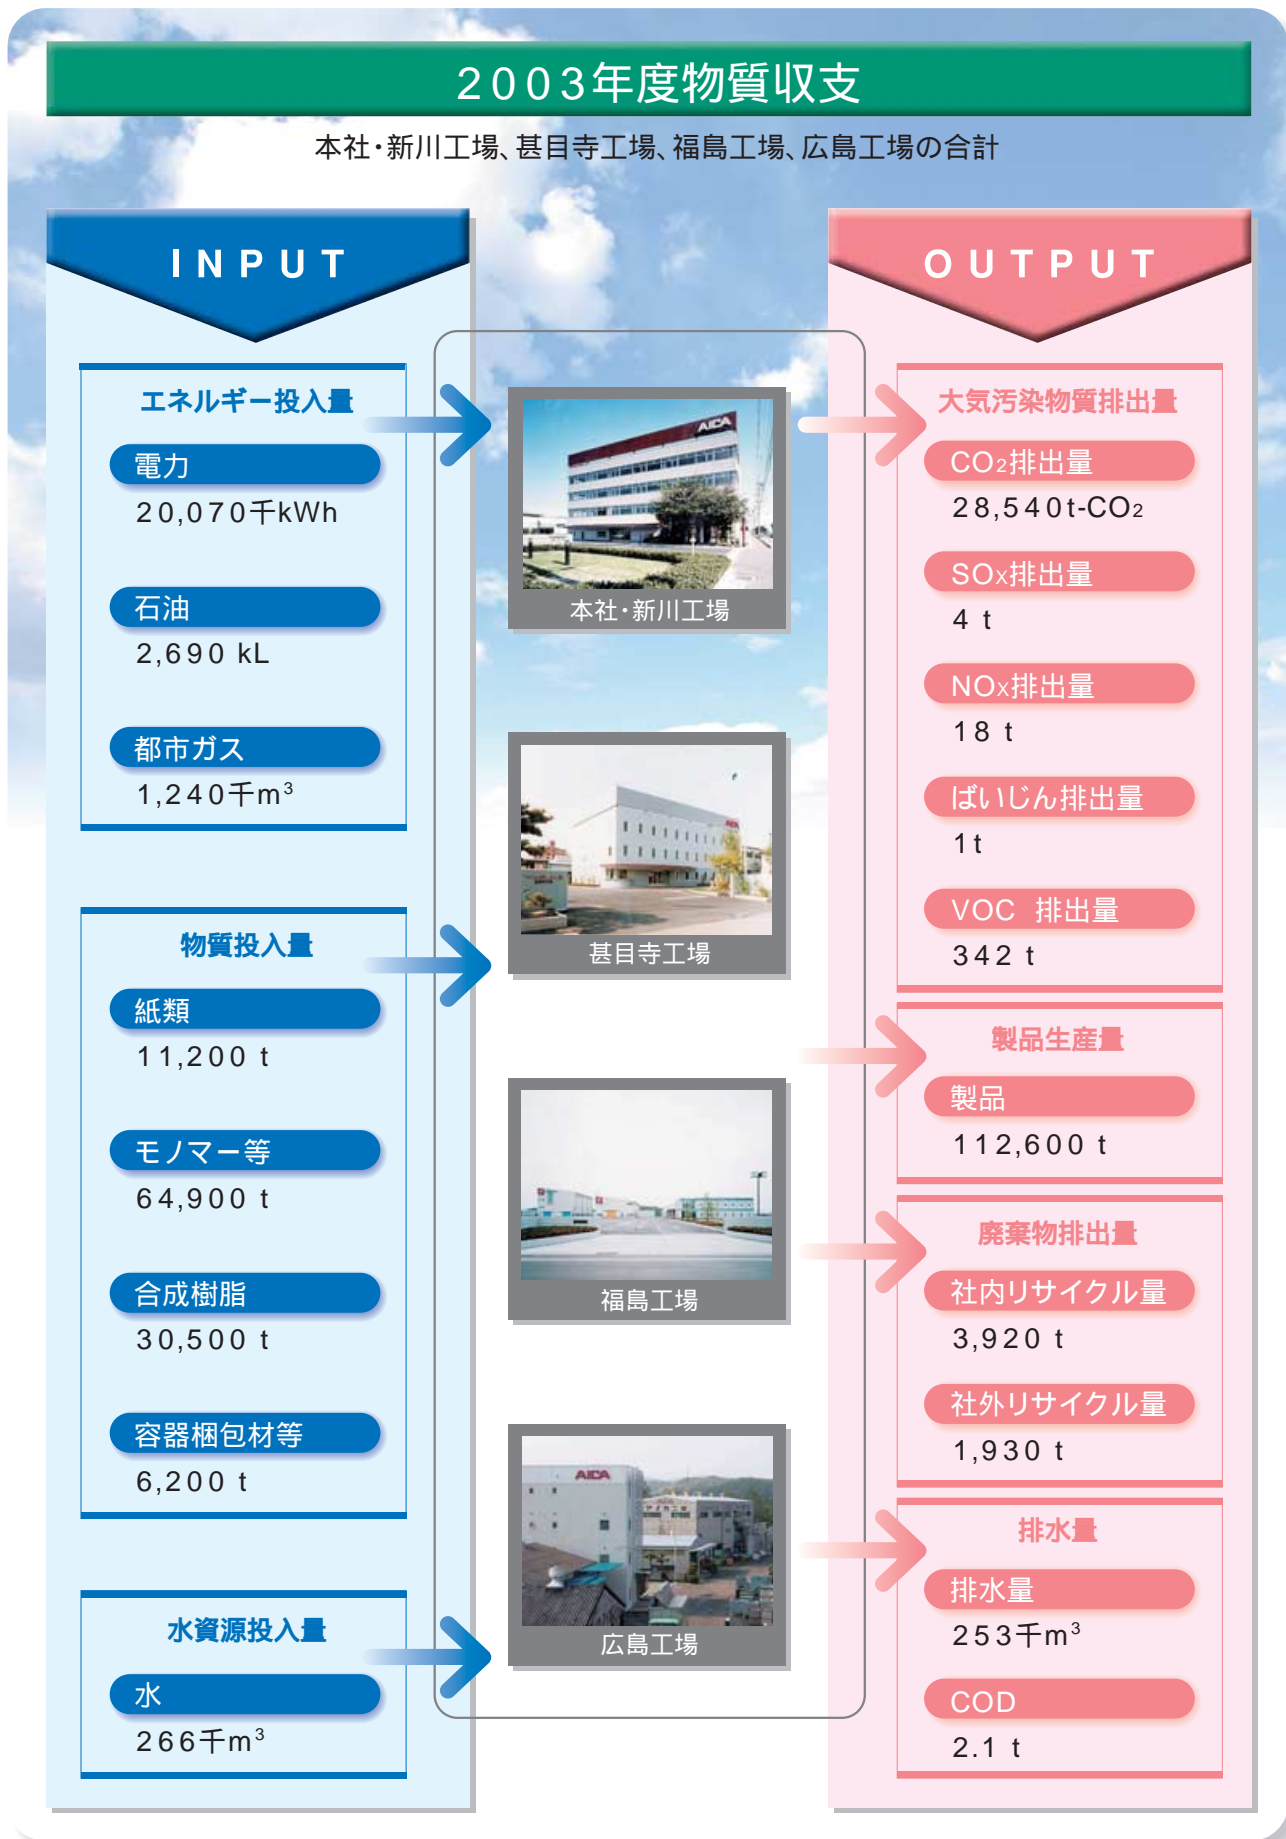 2003年度物質収支
本社・新川工場、甚目寺工場、福島工場、広島工場の合計
INPUT
エネルギー投入量
電力
20,070千kWh
石油
2,690 kL
都市ガス
1,240千m³
物質投入量
紙類
11,200 t
モノマー等
64,900 t
合成樹脂
30,500 t
容器梱包材等
6,200 t
水資源投入量
水
266千m³
AICA
本社・新川工場
AICA
甚目寺工場
福島工場
AICA
アイカ工業
広島工場
OUTPUT
大気汚染物質排出量
CO₂排出量
28,540t-CO₂
SOx排出量
4 t
NOx排出量
18 t
ばいじん排出量
1t
VOC 排出量
342 t
製品生産量
製品
112,600 t
廃棄物排出量
社内リサイクル量
3,920 t
社外リサイクル量
1,930 t
排水量
排水量
253千m³
COD
2.1 t